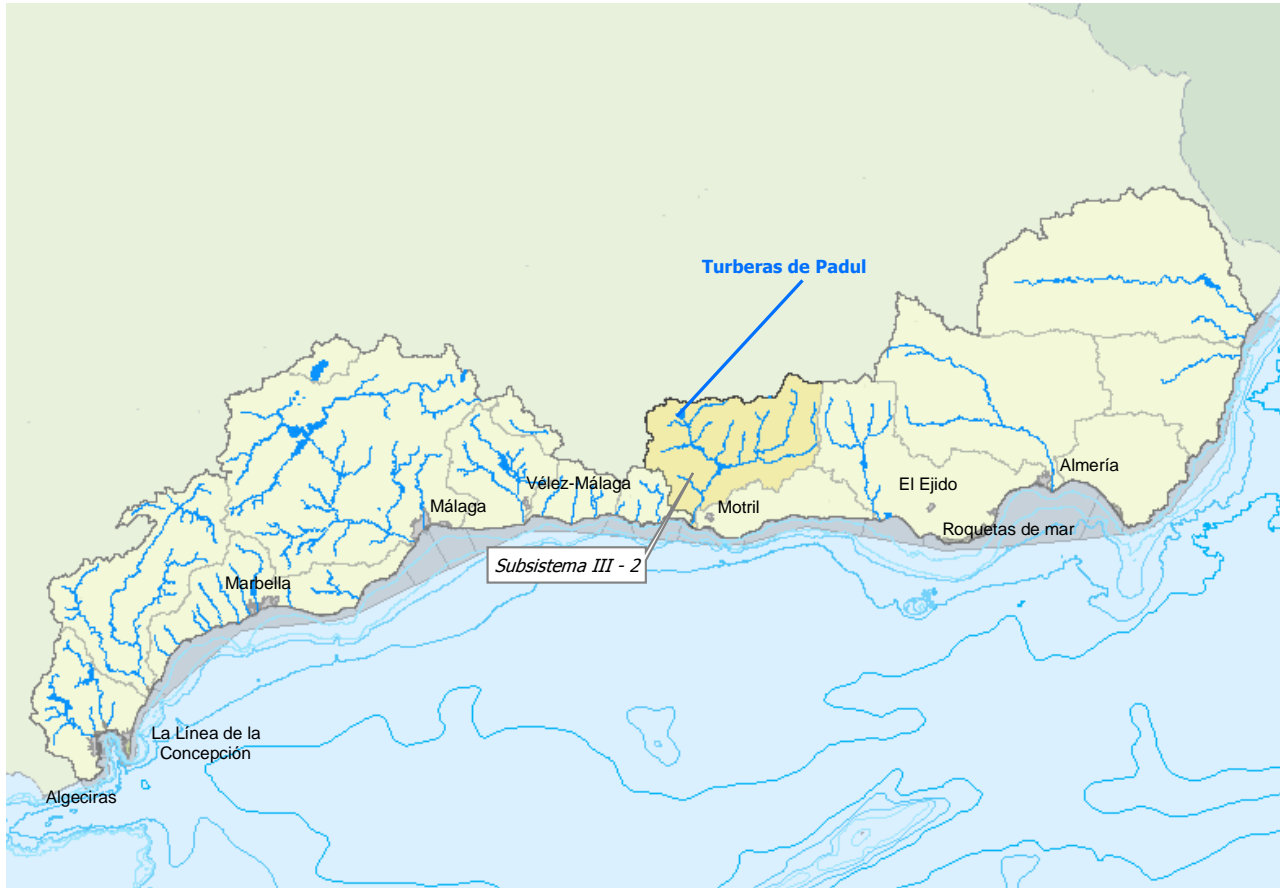 Turberas de Padul
Almería
Vélez-Málaga
El Ejido
Málaga
Motril
Roquetas de mar
Subsistema III - 2
Marbella
La Línea de la
Concepción
Algeciras